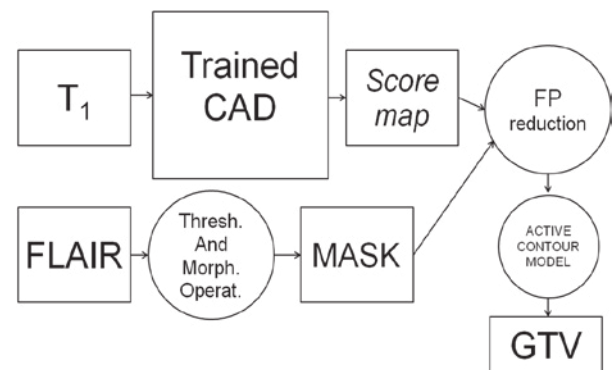 T₁
Trained
CAD
Score
map
FP
reduction
FLAIR
Thresh.
And
Morph.
Operat.
MASK
ACTIVE
CONTOUR
MODEL
GTV